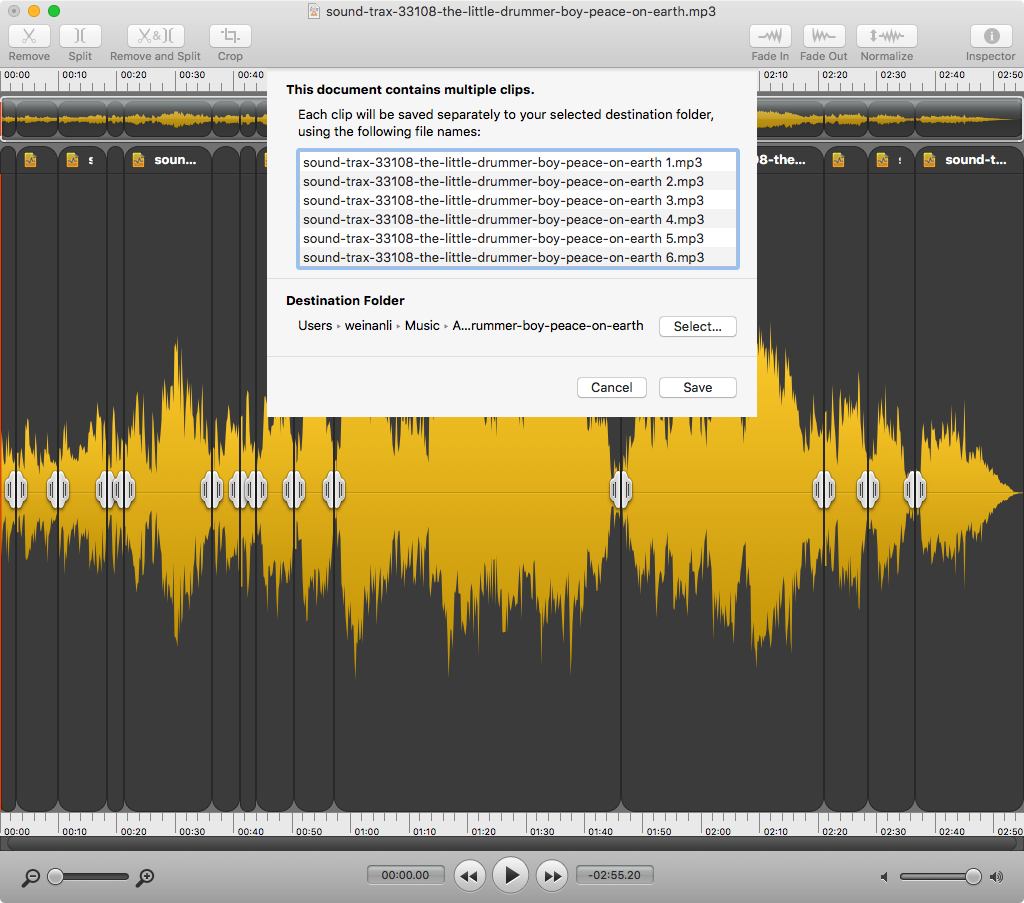 sound-trax-33108-the-little-drummer-boy-peace-on-earth.mp3
Remove Split Remove and Split Crop Fade In Fade Out Normalize Inspector
00:00 00:10 00:20 00:30 00:40 02:10 02:20 02:30 02:40 02:50
This document contains multiple clips.
Each clip will be saved separately to your selected destination folder,
using the following file names:
s soun... 08-the... sound-t...
sound-trax-33108-the-little-drummer-boy-peace-on-earth 1.mp3
sound-trax-33108-the-little-drummer-boy-peace-on-earth 2.mp3
sound-trax-33108-the-little-drummer-boy-peace-on-earth 3.mp3
sound-trax-33108-the-little-drummer-boy-peace-on-earth 4.mp3
sound-trax-33108-the-little-drummer-boy-peace-on-earth 5.mp3
sound-trax-33108-the-little-drummer-boy-peace-on-earth 6.mp3
Destination Folder
Users ▸ weinanli ▸ Music ▸ A...rummer-boy-peace-on-earth Select...
Cancel Save
00:00 00:10 00:20 00:30 00:40 00:50 01:00 01:10 01:20 01:30 01:40 01:50 02:00 02:10 02:20 02:30 02:40 02:50
00:00.00 -02:55.20